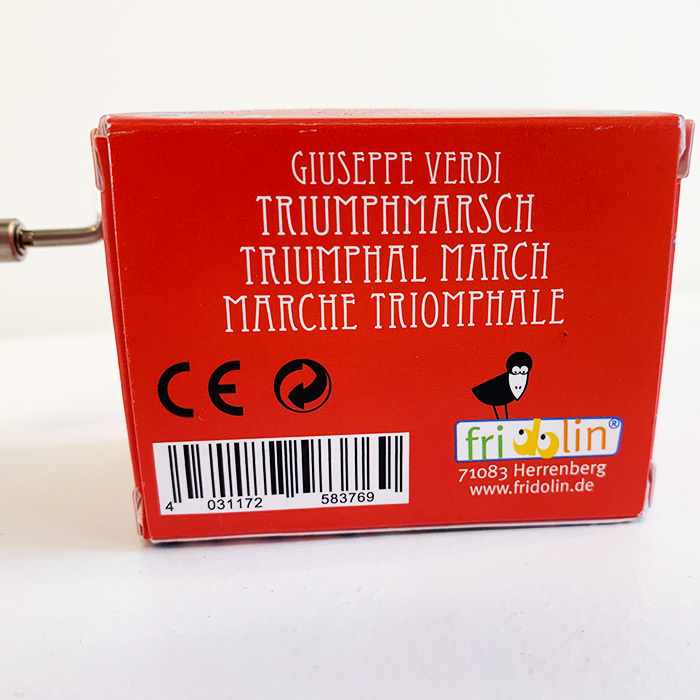 GIUSEPPE VERDI
TRIUMPHMARSCH
TRIUMPHAL MARCH
MARCHE TRIOMPHALE
CE
4 031172 583769
fridolin®
71083 Herrenberg
www.fridolin.de